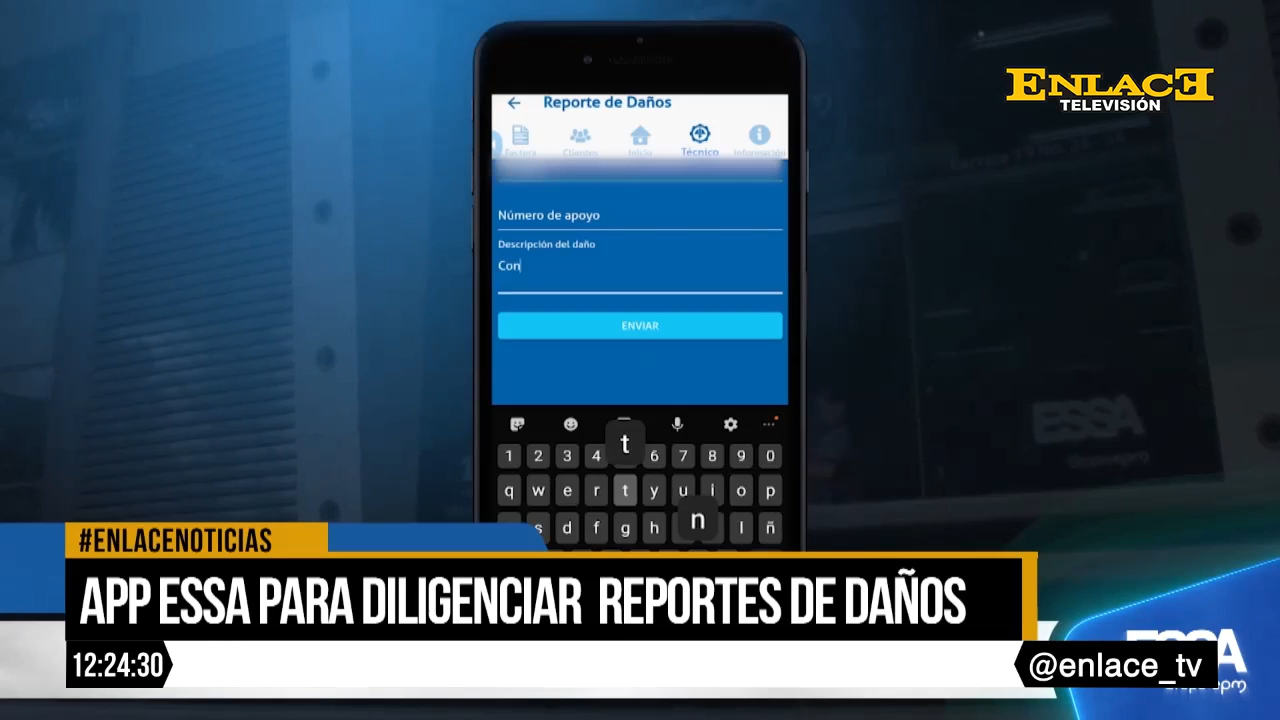 ENLACE
TELEVISIÓN
Reporte de Daños
Factura Clientes Inicio Técnico Información
Número de apoyo
Descripción del daño
Con
ENVIAR
t
1 2 3 4 6 7 8 9 0
q w e r t y u i o p
s d f g h n l ñ
#ENLACENOTICIAS
APP ESSA PARA DILIGENCIAR REPORTES DE DAÑOS
12:24:30
@enlace_tv
ESSA
ESSA